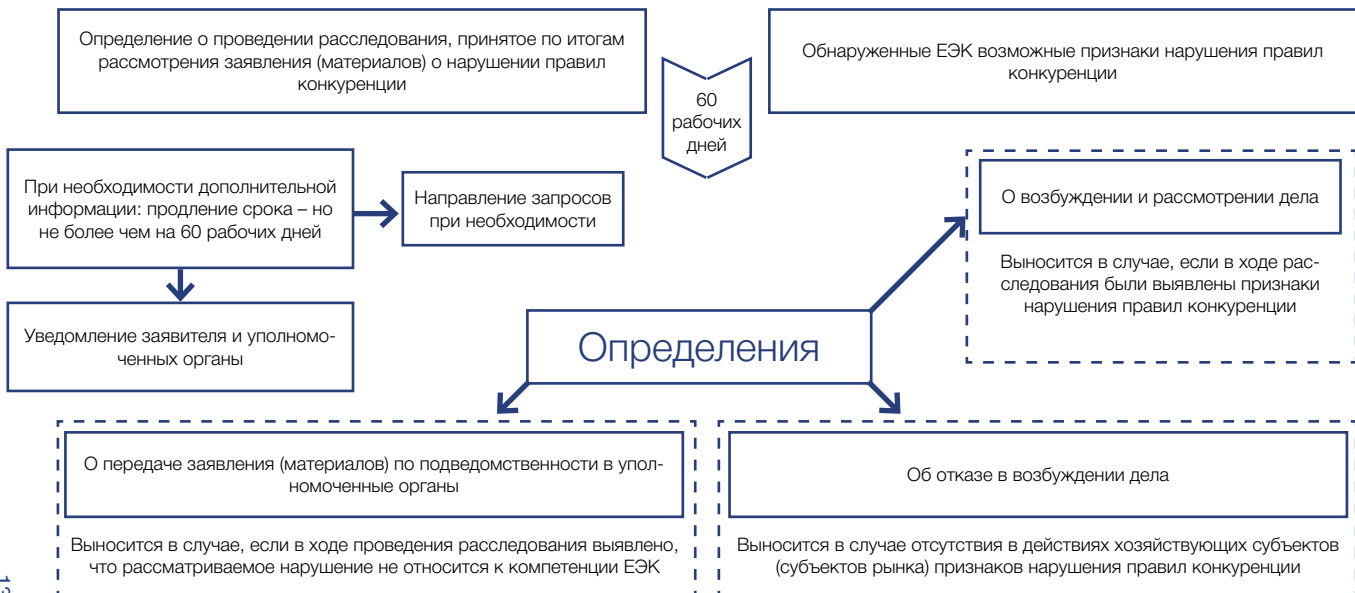 Определение о проведении расследования, принятое по итогам
рассмотрения заявления (материалов) о нарушении правил
конкуренции
60
рабочих
дней
Обнаруженные ЕЭК возможные признаки нарушения правил
конкуренции
При необходимости дополнительной
информации: продление срока – но
не более чем на 60 рабочих дней
Направление запросов
при необходимости
О возбуждении и рассмотрении дела
Выносится в случае, если в ходе рас-
следования были выявлены признаки
нарушения правил конкуренции
Уведомление заявителя и уполномо-
ченных органы
Определения
О передаче заявления (материалов) по подведомственности в упол-
номоченные органы
Выносится в случае, если в ходе проведения расследования выявлено,
что рассматриваемое нарушение не относится к компетенции ЕЭК
Об отказе в возбуждении дела
Выносится в случае отсутствия в действиях хозяйствующих субъектов
(субъектов рынка) признаков нарушения правил конкуренции